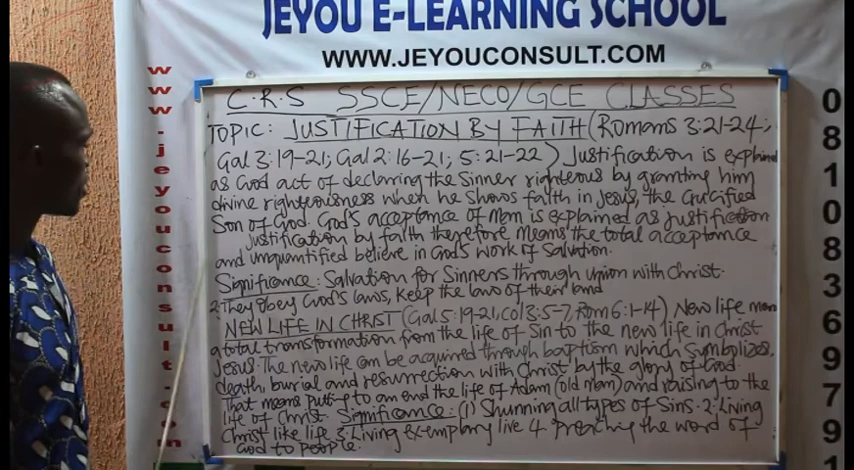 JEYOU E-LEARNING SCHOOL
WWW.JEYOUCONSULT.COM
www.jeyouconsult.com
C.R.S SSCE/NECO/GCE CLASSES
TOPIC: JUSTIFICATION BY FAITH (Romans 3:21-24;
Gal 3:19-21; Gal 2:16-21; 5:21-22) Justification is explained
as God act of declaring the Sinner righteous by granting him
divine righteousness when he shows faith in Jesus, the Crucified
Son of God. God's acceptance of man is explained as justification
Justification by faith therefore means the total acceptance
and unquantified believe in God's work of Salvation.
Significance: Salvation for Sinners through union with Christ.
2. They obey God's laws, keep the laws of their land
NEW LIFE IN CHRIST (Gal 5:19-21, Col 3:5-7, Rom 6:1-14) New life mean
a total transformation from the life of Sin to the new life in Christ
Jesus. The new life can be acquired through baptism which Symbolizes,
death, burial and resurrection with Christ by the glory of God.
That means putting to an end the life of Adam (old man) and raising to the
life of Christ. Significance: (1) Shunning all types of Sins. 2. Living
Christ like life 3. Living exemplary live 4. Preaching the word of
God to people.
08108369791